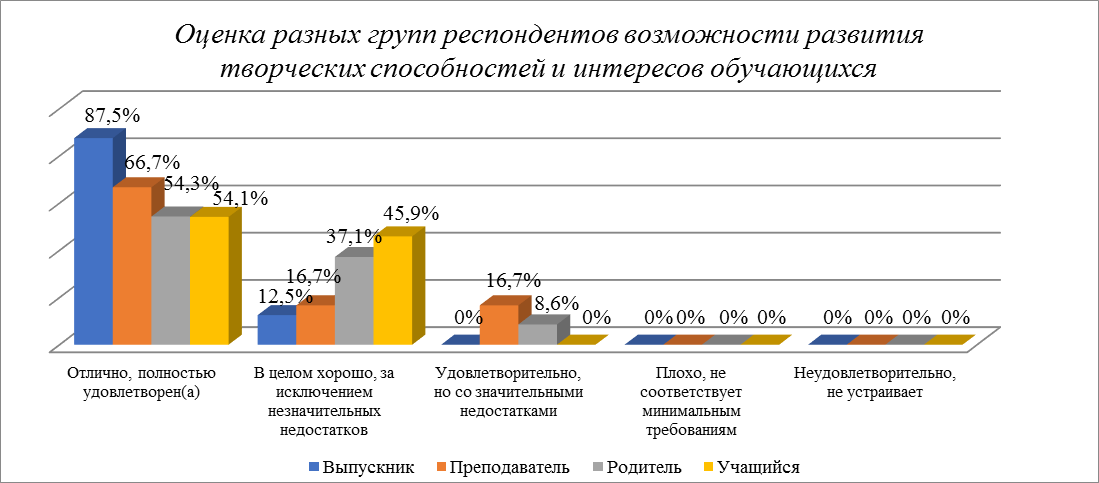 Оценка разных групп респондентов возможности развития
творческих способностей и интересов обучающихся
87,5%
66,7%
54,3%
54,1%
12,5%
16,7%
37,1%
45,9%
0%
16,7%
8,6%
0%
0%
0%
0%
0%
0%
0%
0%
0%
Отлично, полностью
удовлетворен(а)
В целом хорошо, за
исключением
незначительных
недостатков
Удовлетворительно,
но со значительными
недостатками
Плохо, не
соответствует
минимальным
требованиям
Неудовлетворительно,
не устраивает
Выпускник
Преподаватель
Родитель
Учащийся